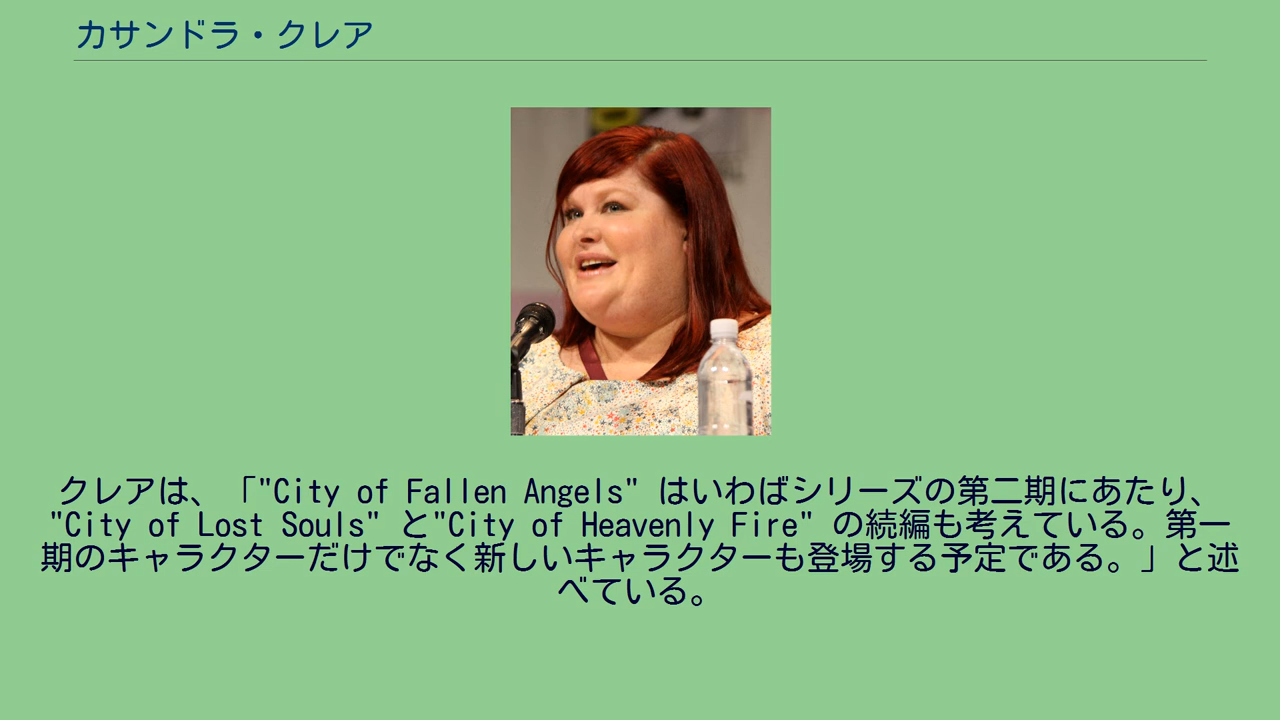 カサンドラ・クレア
クレアは、「"City of Fallen Angels" はいわばシリーズの第二期にあたり、
"City of Lost Souls" と"City of Heavenly Fire" の続編も考えている。第一
期のキャラクターだけでなく新しいキャラクターも登場する予定である。」と述
べている。